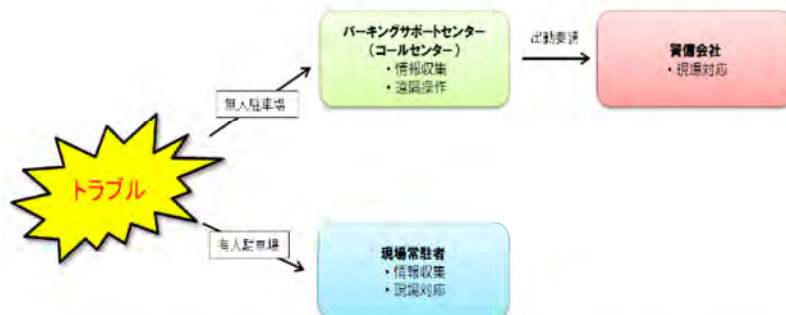 パーキングサポートセンター
（コールセンター）
・情報収集
・遠隔操作
出動要請
警備会社
・現場対応
無人駐車場
トラブル
有人駐車場
現場常駐者
・情報収集
・現場対応